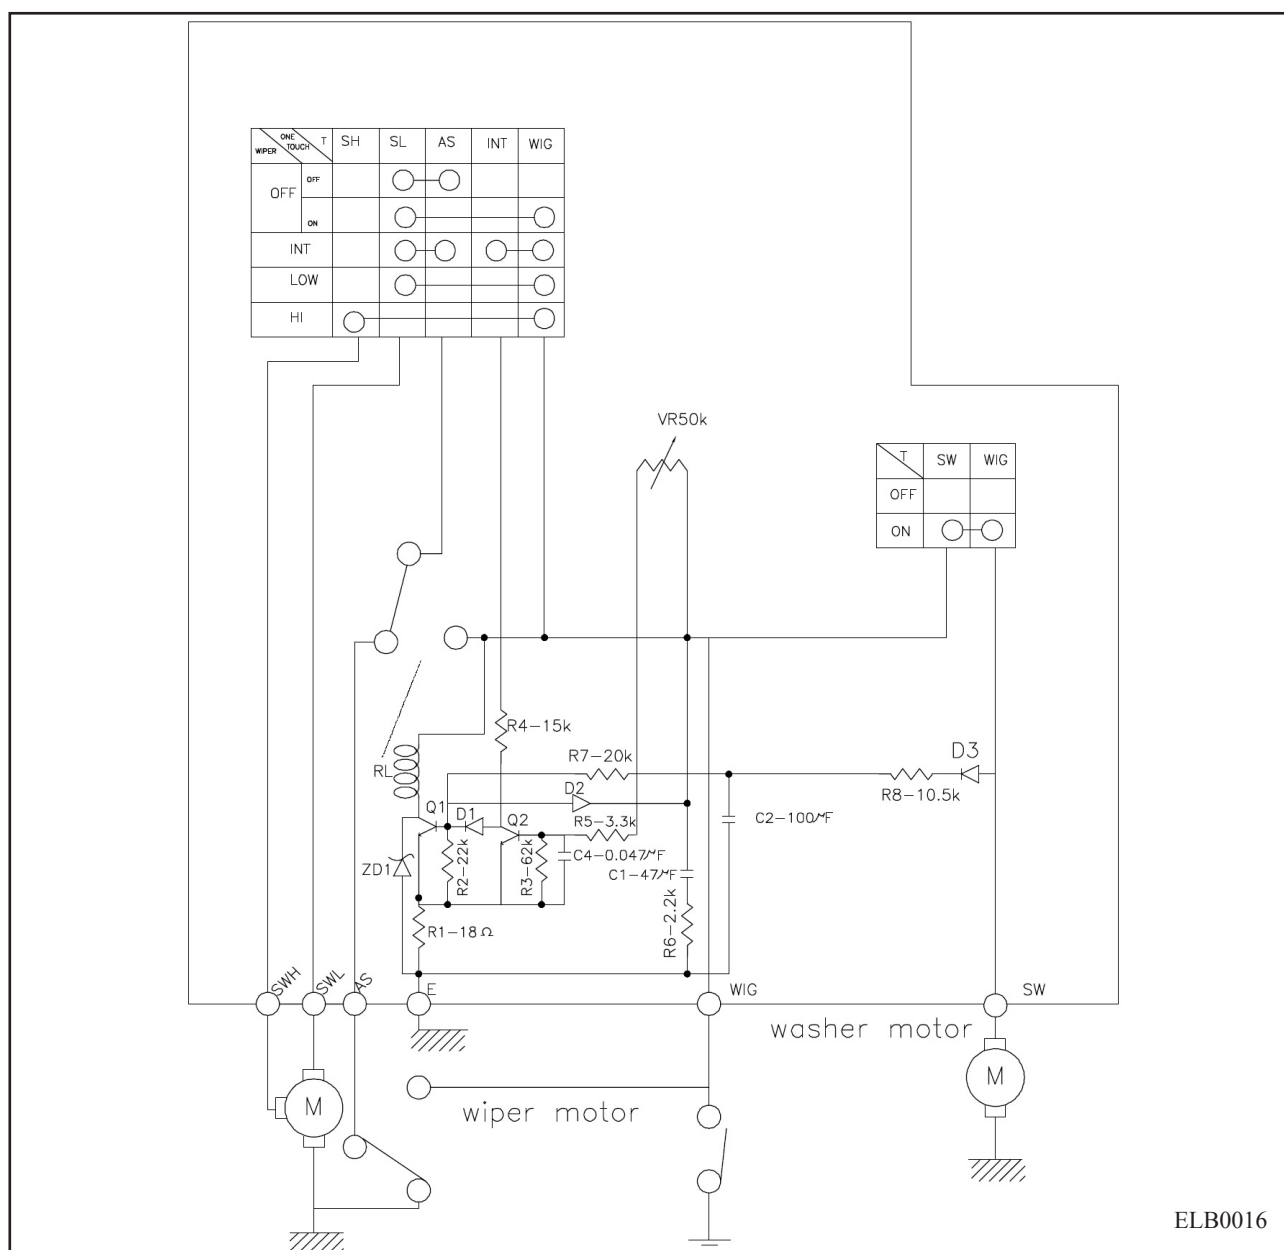 ONE TOUCH T SH SL AS INT WIG
WIPER
OFF OFF
ON
INT
LOW
HI
VR50k
T SW WIG
OFF
ON
R4-15k
R7-20k
D3
RL
D2
R8-10.5k
Q1 D1 Q2
R5-3.3k
C2-100μF
ZD1
R2-22k
R3-62k
C4-0.047μF
C1-47μF
R6-2.2k
R1-18Ω
SWH SWL AS E WIG SW
washer motor
M
M
wiper motor
ELB0016